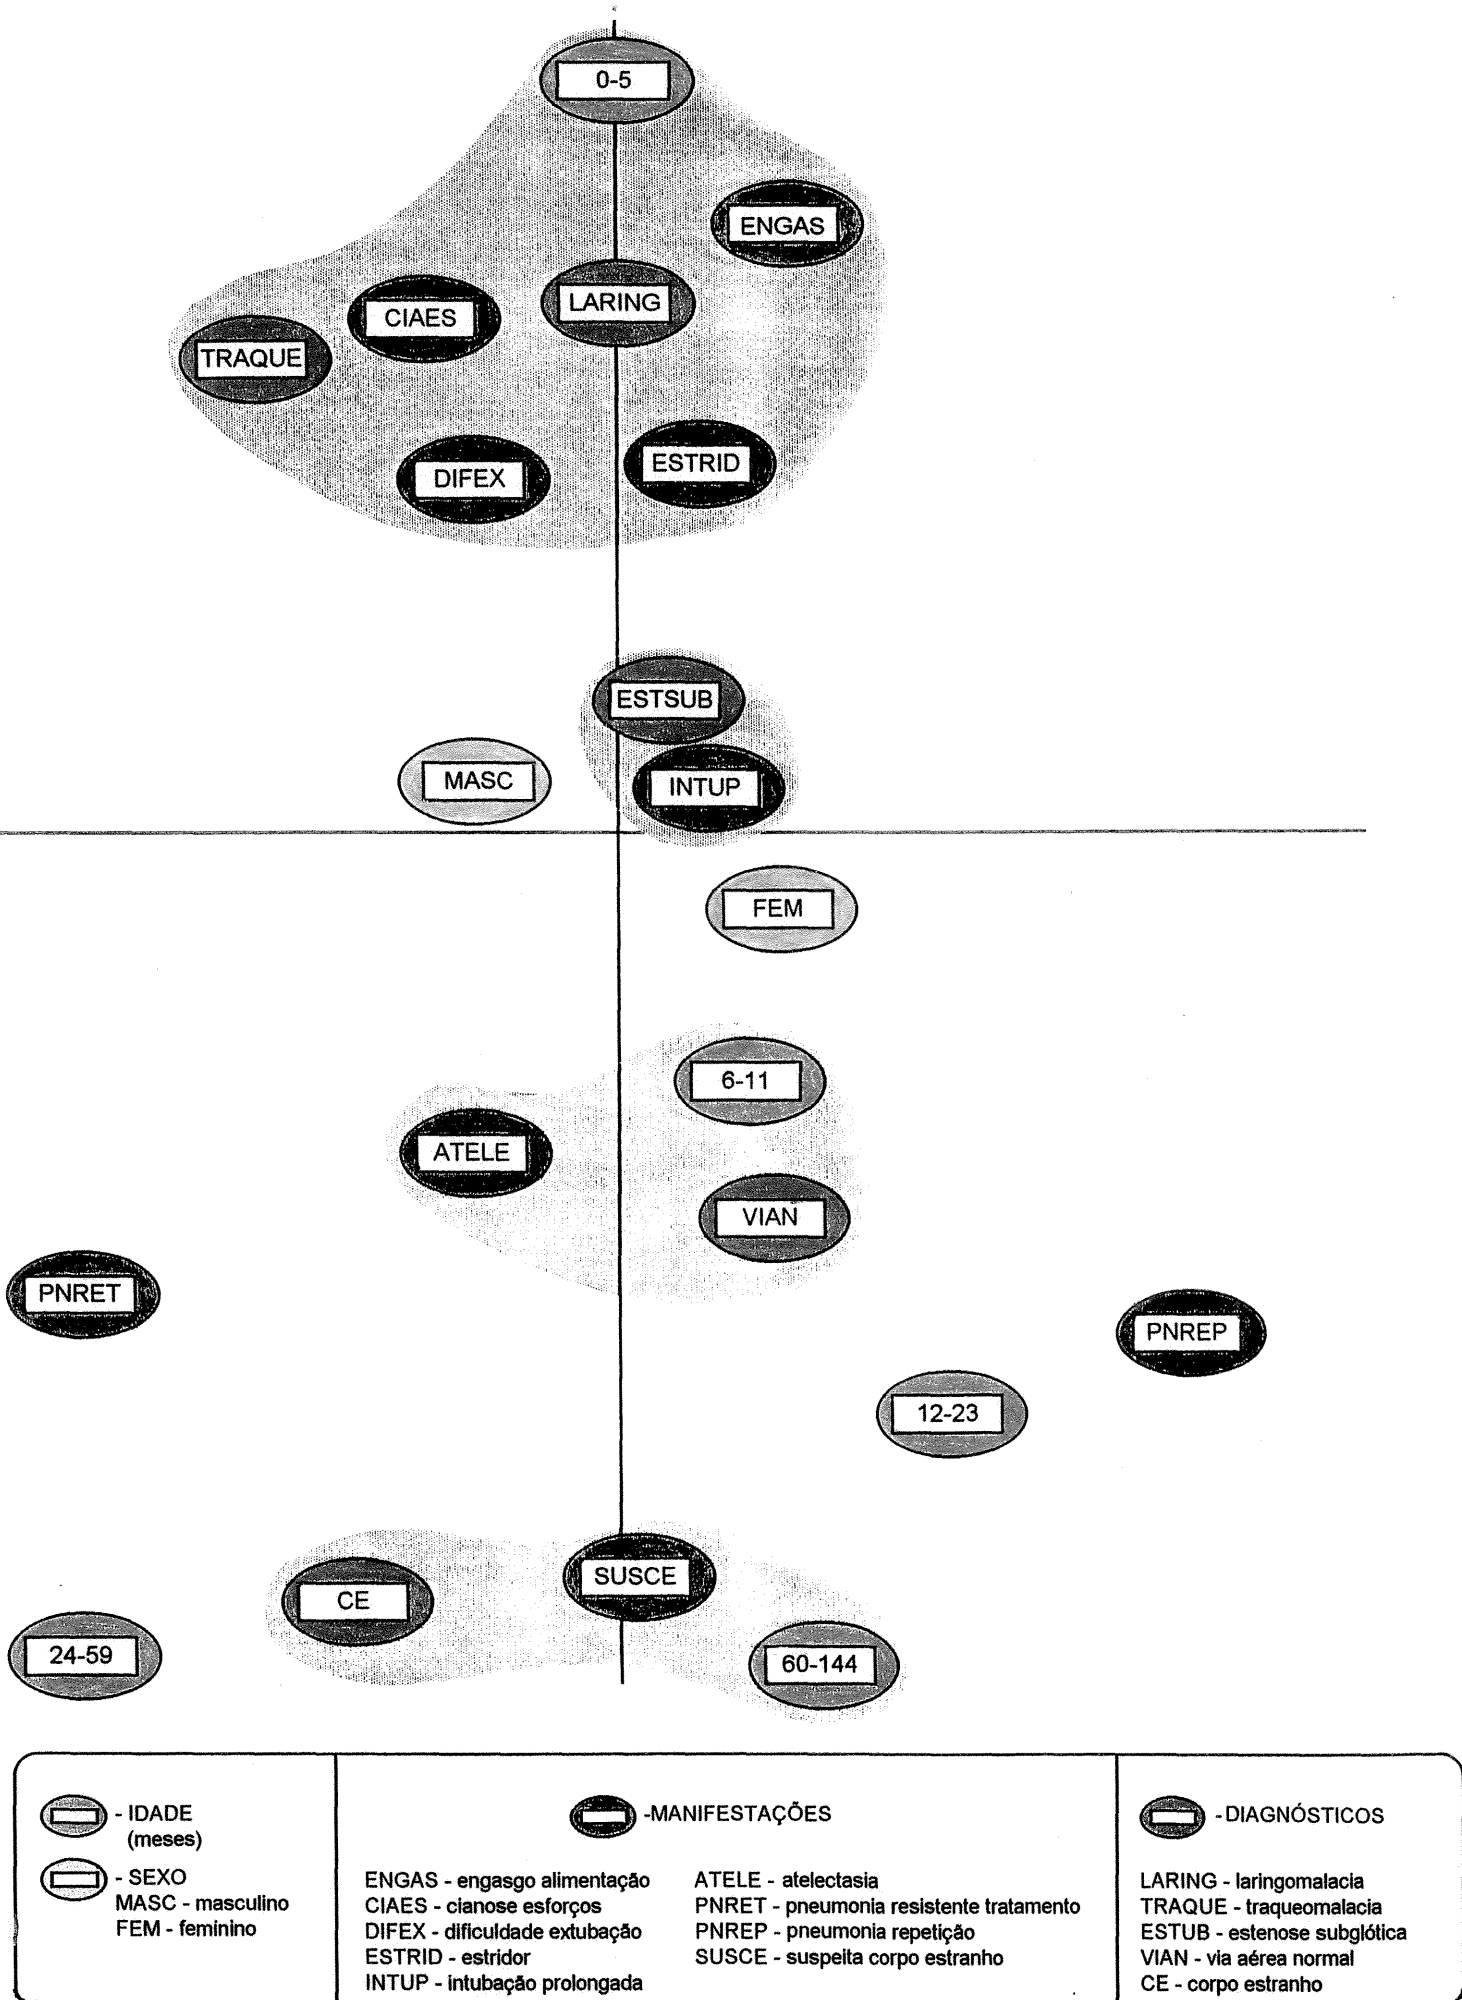 0-5
ENGAS
LARING
CIAES
TRAQUE
ESTRID
DIFEX
ESTSUB
MASC
INTUP
FEM
6-11
ATELE
VIAN
PNRET
PNREP
12-23
SUSCE
CE
24-59
60-144
- IDADE
(meses)
- SEXO
MASC - masculino
FEM - feminino
-MANIFESTAÇÕES
ENGAS - engasgo alimentação
CIAES - cianose esforços
DIFEX - dificuldade extubação
ESTRID - estridor
INTUP - intubação prolongada
ATELE - atelectasia
PNRET - pneumonia resistente tratamento
PNREP - pneumonia repetição
SUSCE - suspeita corpo estranho
-DIAGNÓSTICOS
LARING - laringomalacia
TRAQUE - traqueomalacia
ESTUB - estenose subglótica
VIAN - via aérea normal
CE - corpo estranho